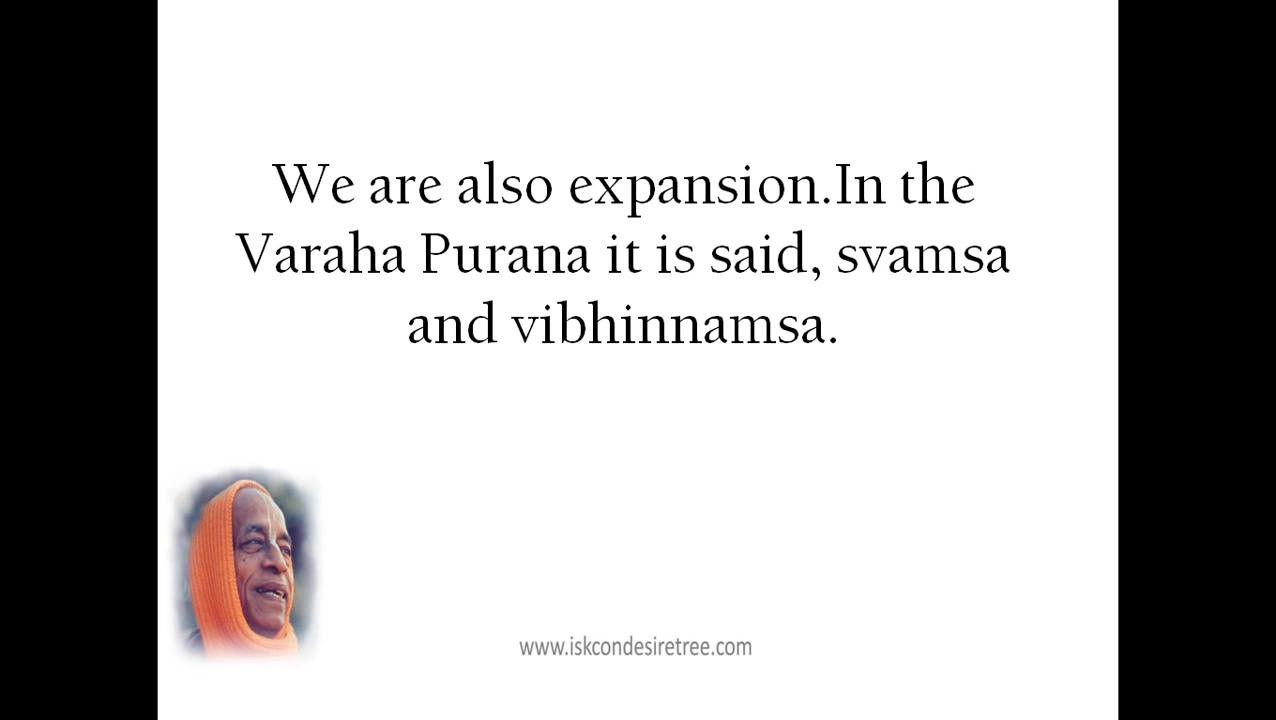 We are also expansion.In the
Varaha Purana it is said, svamsa
and vibhinnamsa.
www.iskcondesiretree.com